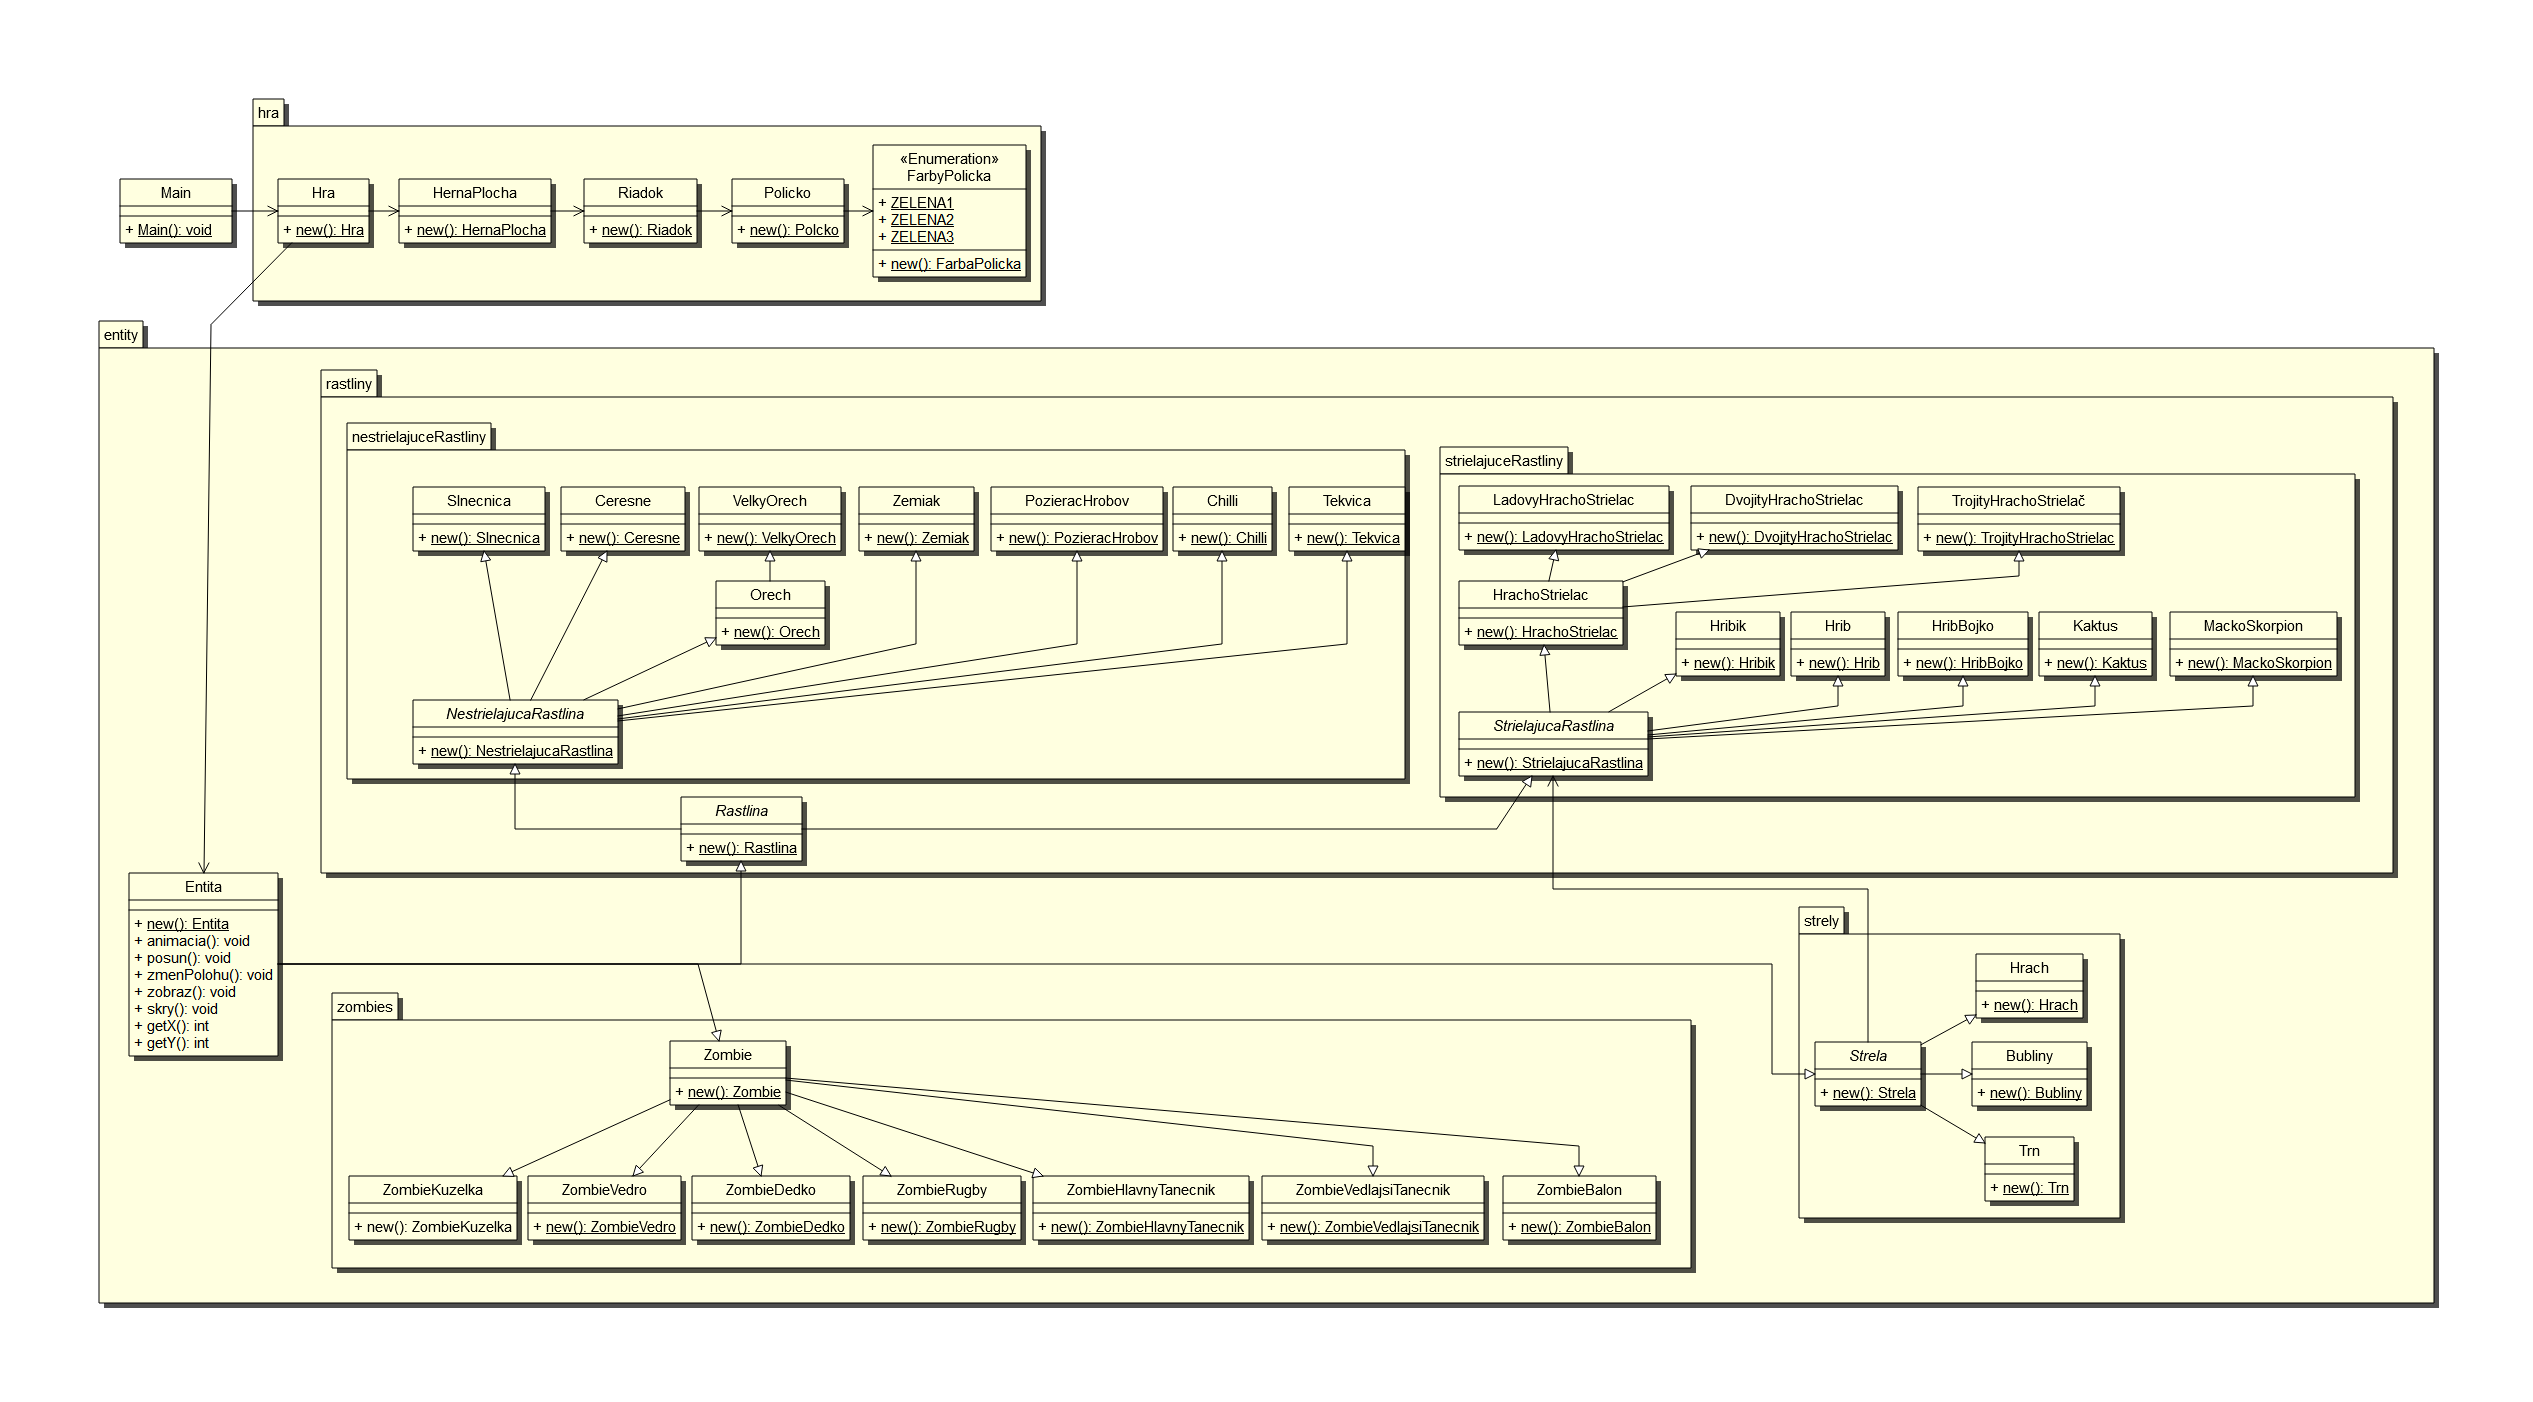 hra
Main
+ Main(): void
Hra
+ new(): Hra
HernaPlocha
+ new(): HernaPlocha
Riadok
+ new(): Riadok
Policko
+ new(): Polcko
«Enumeration»
FarbyPolicka
+ ZELENA1
+ ZELENA2
+ ZELENA3
+ new(): FarbaPolicka
entity
rastliny
nestrielajuceRastliny
Slnecnica
+ new(): Slnecnica
Ceresne
+ new(): Ceresne
VelkyOrech
+ new(): VelkyOrech
Zemiak
+ new(): Zemiak
PozieracHrobov
+ new(): PozieracHrobov
Chilli
+ new(): Chilli
Tekvica
+ new(): Tekvica
Orech
+ new(): Orech
NestrielajucaRastlina
+ new(): NestrielajucaRastlina
strielajuceRastliny
LadovyHrachoStrielac
+ new(): LadovyHrachoStrielac
DvojityHrachoStrielac
+ new(): DvojityHrachoStrielac
TrojityHrachoStrielač
+ new(): TrojityHrachoStrielac
HrachoStrielac
+ new(): HrachoStrielac
Hribik
+ new(): Hribik
Hrib
+ new(): Hrib
HribBojko
+ new(): HribBojko
Kaktus
+ new(): Kaktus
MackoSkorpion
+ new(): MackoSkorpion
StrielajucaRastlina
+ new(): StrielajucaRastlina
Rastlina
+ new(): Rastlina
Entita
+ new(): Entita
+ animacia(): void
+ posun(): void
+ zmenPolohu(): void
+ zobraz(): void
+ skry(): void
+ getX(): int
+ getY(): int
zombies
Zombie
+ new(): Zombie
ZombieKuzelka
+ new(): ZombieKuzelka
ZombieVedro
+ new(): ZombieVedro
ZombieDedko
+ new(): ZombieDedko
ZombieRugby
+ new(): ZombieRugby
ZombieHlavnyTanecnik
+ new(): ZombieHlavnyTanecnik
ZombieVedlajsiTanecnik
+ new(): ZombieVedlajsiTanecnik
ZombieBalon
+ new(): ZombieBalon
strely
Hrach
+ new(): Hrach
Strela
+ new(): Strela
Bubliny
+ new(): Bubliny
Trn
+ new(): Trn